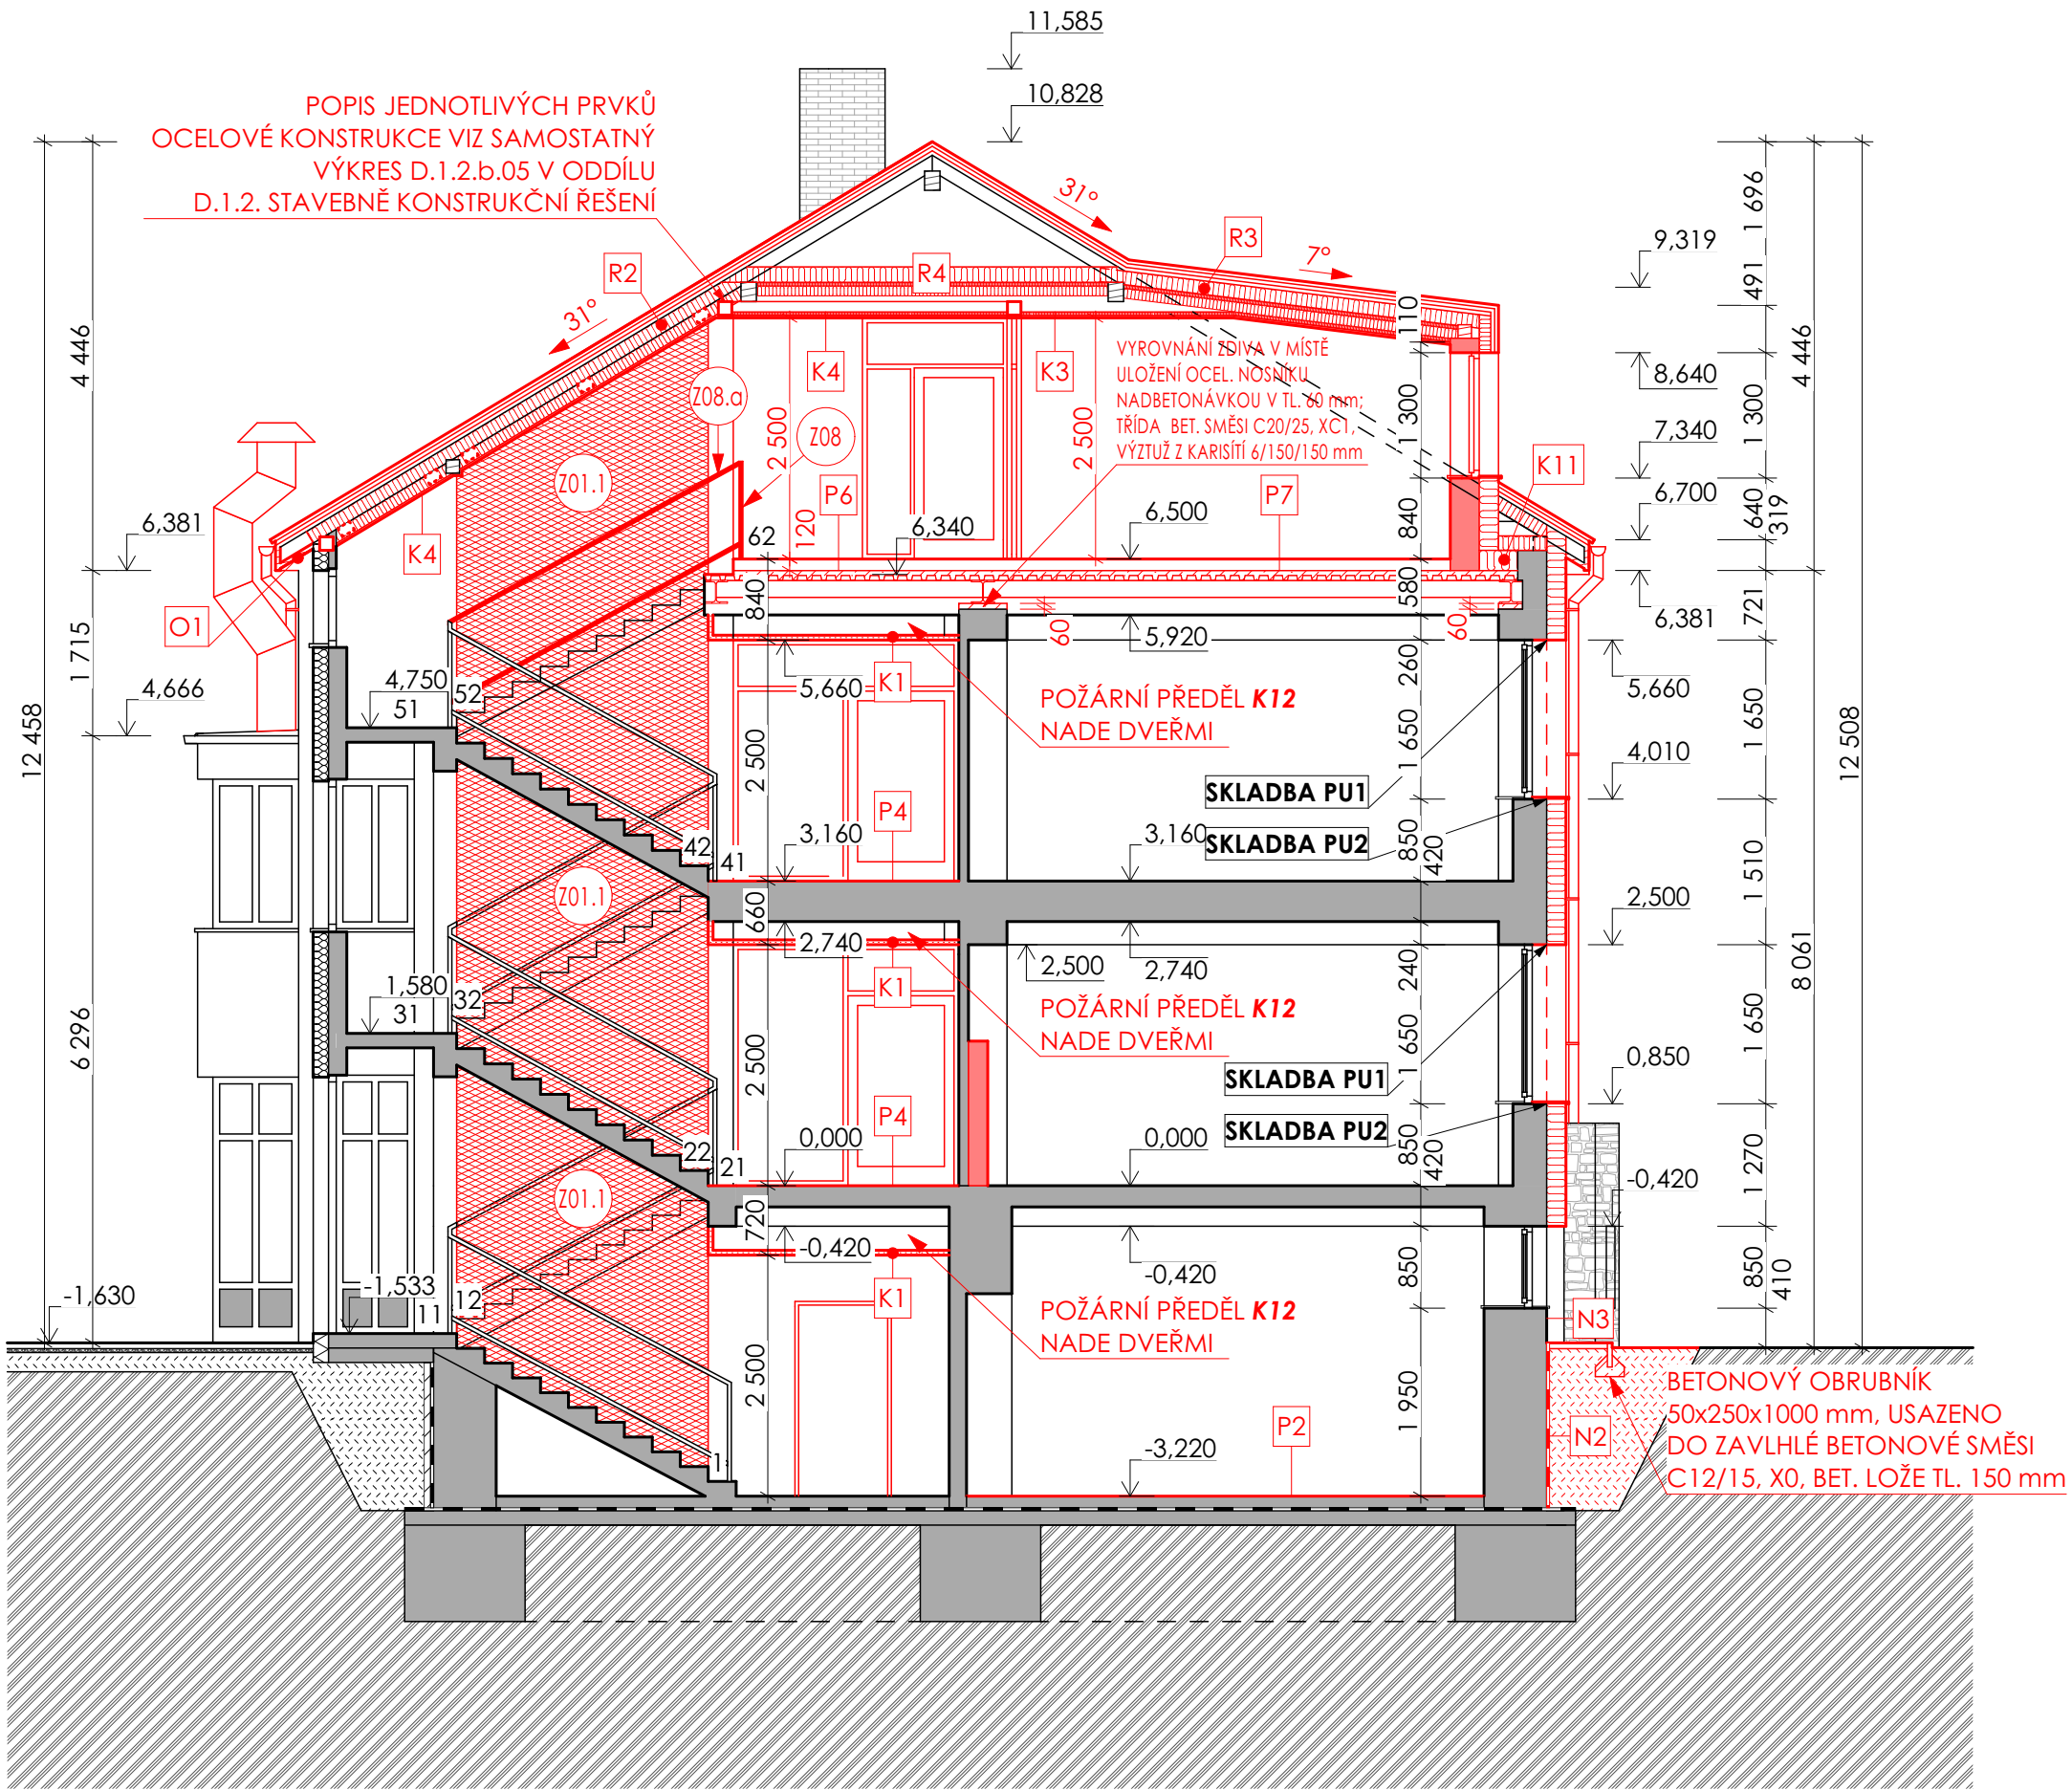 11,585
10,828
POPIS JEDNOTLIVÝCH PRVKŮ
OCELOVÉ KONSTRUKCE VIZ SAMOSTATNÝ
VÝKRES D.1.2.b.05 V ODDÍLU
D.1.2. STAVEBNĚ KONSTRUKČNÍ ŘEŠENÍ
31°
31°
7°
R2
R4
R3
9,319
8,640
7,340
6,700
6,381
K4
K3
K4
VYROVNÁNÍ ZDIVA V MÍSTĚ
ULOŽENÍ OCEL. NOSNÍKU
NADBETONÁVKOU V TL. 60 mm;
TŘÍDA BET. SMĚSI C20/25, XC1,
VÝZTUŽ Z KARISÍTÍ 6/150/150 mm
Z08.a
Z08
Z01.1
2 500
2 500
120
110
1 300
840
580
P6
P7
K11
6,340
6,500
62
840
6,381
O1
4,666
4,750
51
52
60
60
5,920
5,660
K1
260
5,660
POŽÁRNÍ PŘEDĚL K12
NADE DVEŘMI
1 650
2 500
4,010
SKLADBA PU1
SKLADBA PU2
P4
3,160
3,160
850
420
42
41
660
Z01.1
2,500
2,740
2,500
2,740
240
K1
POŽÁRNÍ PŘEDĚL K12
NADE DVEŘMI
1,580
31
32
2 500
1 650
0,850
SKLADBA PU1
SKLADBA PU2
P4
0,000
0,000
850
420
22
21
720
Z01.1
-0,420
-0,420
-0,420
850
K1
POŽÁRNÍ PŘEDĚL K12
NADE DVEŘMI
-1,630
-1,533
11
12
N3
2 500
1 950
1
-3,220
P2
N2
BETONOVÝ OBRUBNÍK
50x250x1000 mm, USAZENO
DO ZAVLHLÉ BETONOVÉ SMĚSI
C12/15, X0, BET. LOŽE TL. 150 mm
12 458
4 446
1 715
6 296
1 696
491
1 300
640
319
721
1 650
1 510
1 650
1 270
850
410
4 446
8 061
12 508